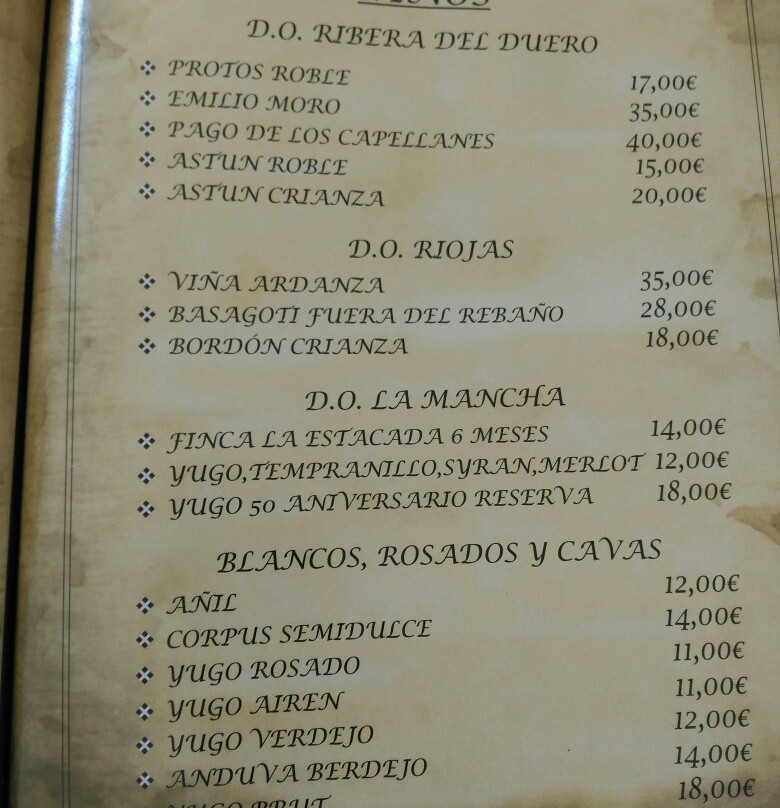 D.O. RIBERA DEL DUERO
PROTOS ROBLE 17,00€
EMILIO MORO 35,00€
PAGO DE LOS CAPELLANES 40,00€
ASTUN ROBLE 15,00€
ASTUN CRIANZA 20,00€
D.O. RIOJAS
VIÑA ARDANZA 35,00€
BASAGOTI FUERA DEL REBAÑO 28,00€
BORDÓN CRIANZA 18,00€
D.O. LA MANCHA
FINCA LA ESTACADA 6 MESES 14,00€
YUGO,TEMPRANILLO,SYRAN,MERLOT 12,00€
YUGO 50 ANIVERSARIO RESERVA 18,00€
BLANCOS, ROSADOS Y CAVAS
AÑIL 12,00€
CORPUS SEMIDULCE 14,00€
YUGO ROSADO 11,00€
YUGO AIREN 11,00€
YUGO VERDEJO 12,00€
ANDUVA BERDEJO 14,00€
YUGO BRUT 18,00€